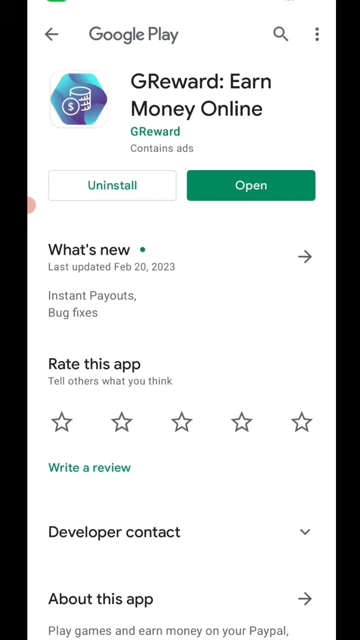 Google Play
GReward: Earn
Money Online
GReward
Contains ads
Uninstall
Open
What's new
Last updated Feb 20, 2023
Instant Payouts,
Bug fixes
Rate this app
Tell others what you think
Write a review
Developer contact
About this app
Play games and earn money on your Paypal,